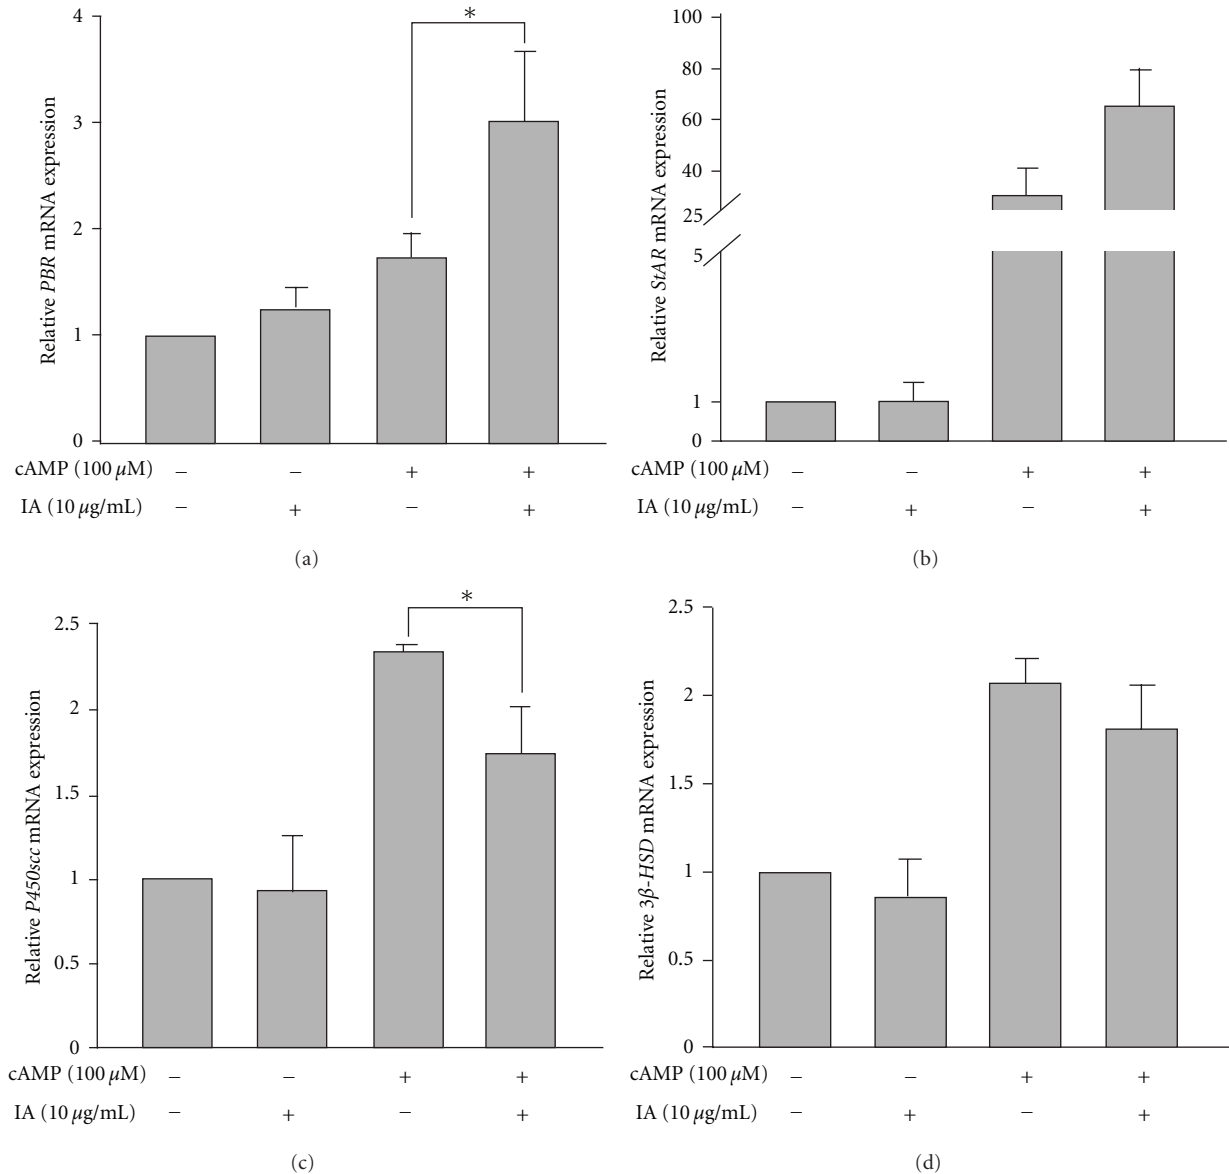 4
3
2
1
0
Relative PBR mRNA expression
*
cAMP (100 μM) − − + +
IA (10 μg/mL) − + − +
(a)
100
80
60
40
25
5
1
0
Relative StAR mRNA expression
cAMP (100 μM) − − + +
IA (10 μg/mL) − + − +
(b)
2.5
2
1.5
1
0.5
0
Relative P450scc mRNA expression
*
cAMP (100 μM) − − + +
IA (10 μg/mL) − + − +
(c)
2.5
2
1.5
1
0.5
0
Relative 3β-HSD mRNA expression
cAMP (100 μM) − − + +
IA (10 μg/mL) − + − +
(d)